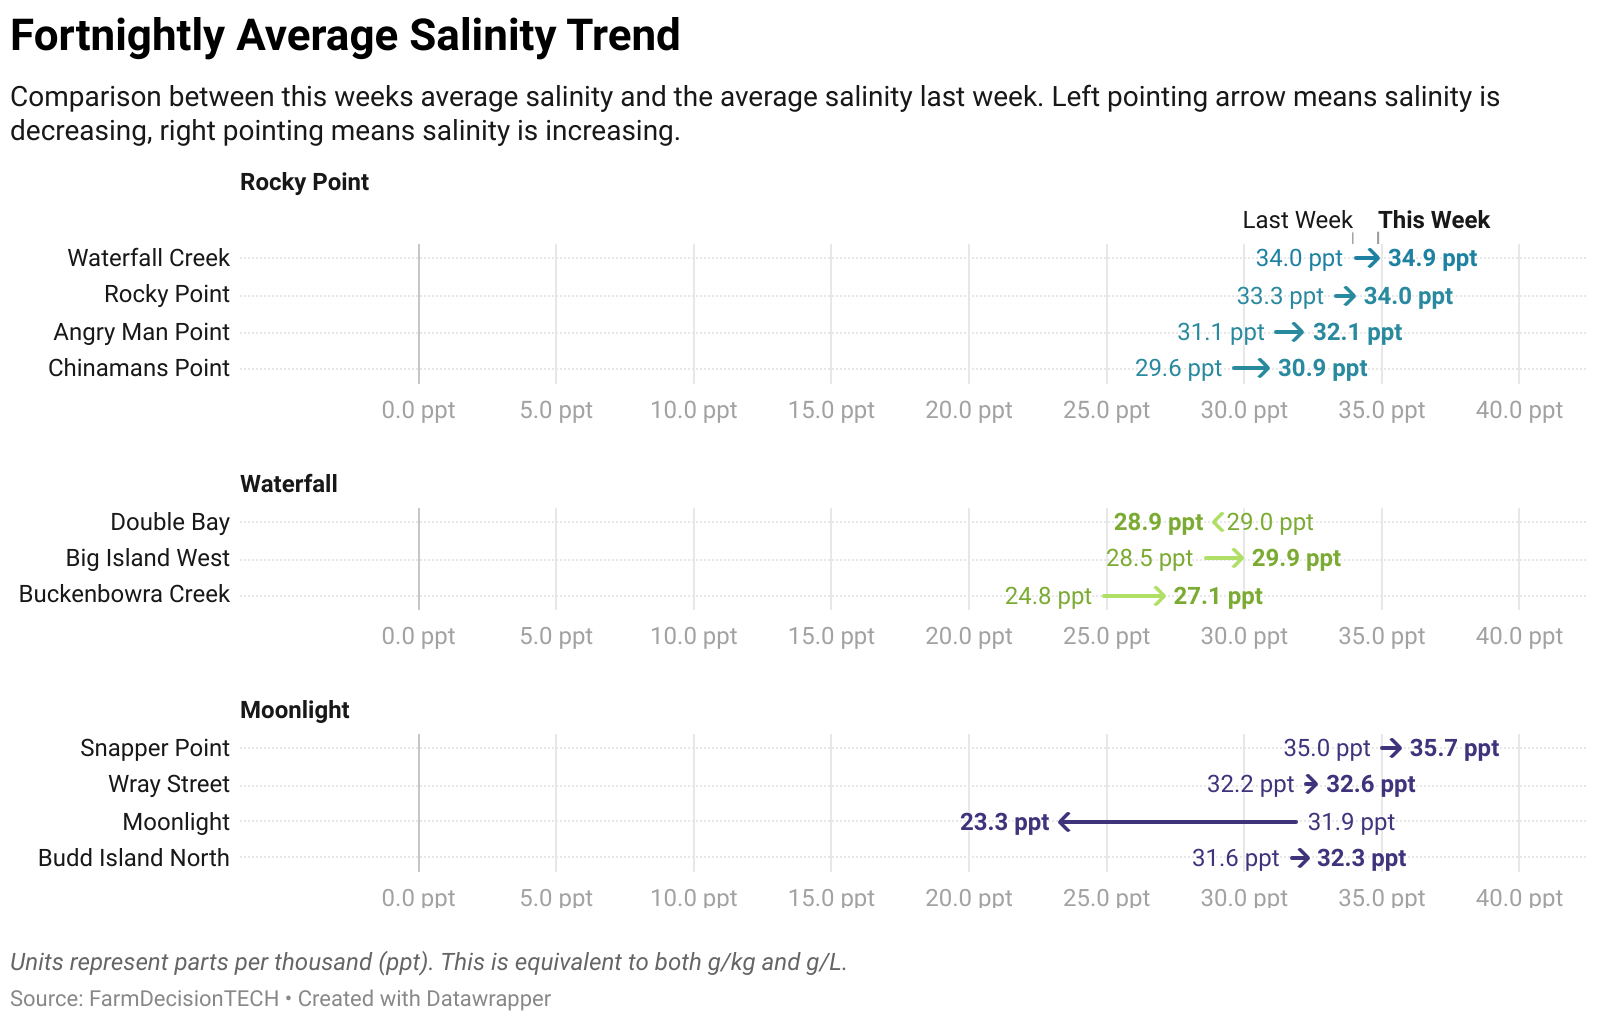 Fortnightly Average Salinity Trend
Comparison between this weeks average salinity and the average salinity last week. Left pointing arrow means salinity is
decreasing, right pointing means salinity is increasing.
Rocky Point
Last Week This Week
Waterfall Creek 34.0 ppt 34.9 ppt
Rocky Point 33.3 ppt 34.0 ppt
Angry Man Point 31.1 ppt 32.1 ppt
Chinamans Point 29.6 ppt 30.9 ppt
0.0 ppt 5.0 ppt 10.0 ppt 15.0 ppt 20.0 ppt 25.0 ppt 30.0 ppt 35.0 ppt 40.0 ppt
Waterfall
Double Bay 28.9 ppt 29.0 ppt
Big Island West 28.5 ppt 29.9 ppt
Buckenbowra Creek 24.8 ppt 27.1 ppt
0.0 ppt 5.0 ppt 10.0 ppt 15.0 ppt 20.0 ppt 25.0 ppt 30.0 ppt 35.0 ppt 40.0 ppt
Moonlight
Snapper Point 35.0 ppt 35.7 ppt
Wray Street 32.2 ppt 32.6 ppt
Moonlight 23.3 ppt 31.9 ppt
Budd Island North 31.6 ppt 32.3 ppt
0.0 ppt 5.0 ppt 10.0 ppt 15.0 ppt 20.0 ppt 25.0 ppt 30.0 ppt 35.0 ppt 40.0 ppt
Units represent parts per thousand (ppt). This is equivalent to both g/kg and g/L.
Source: FarmDecisionTECH • Created with Datawrapper